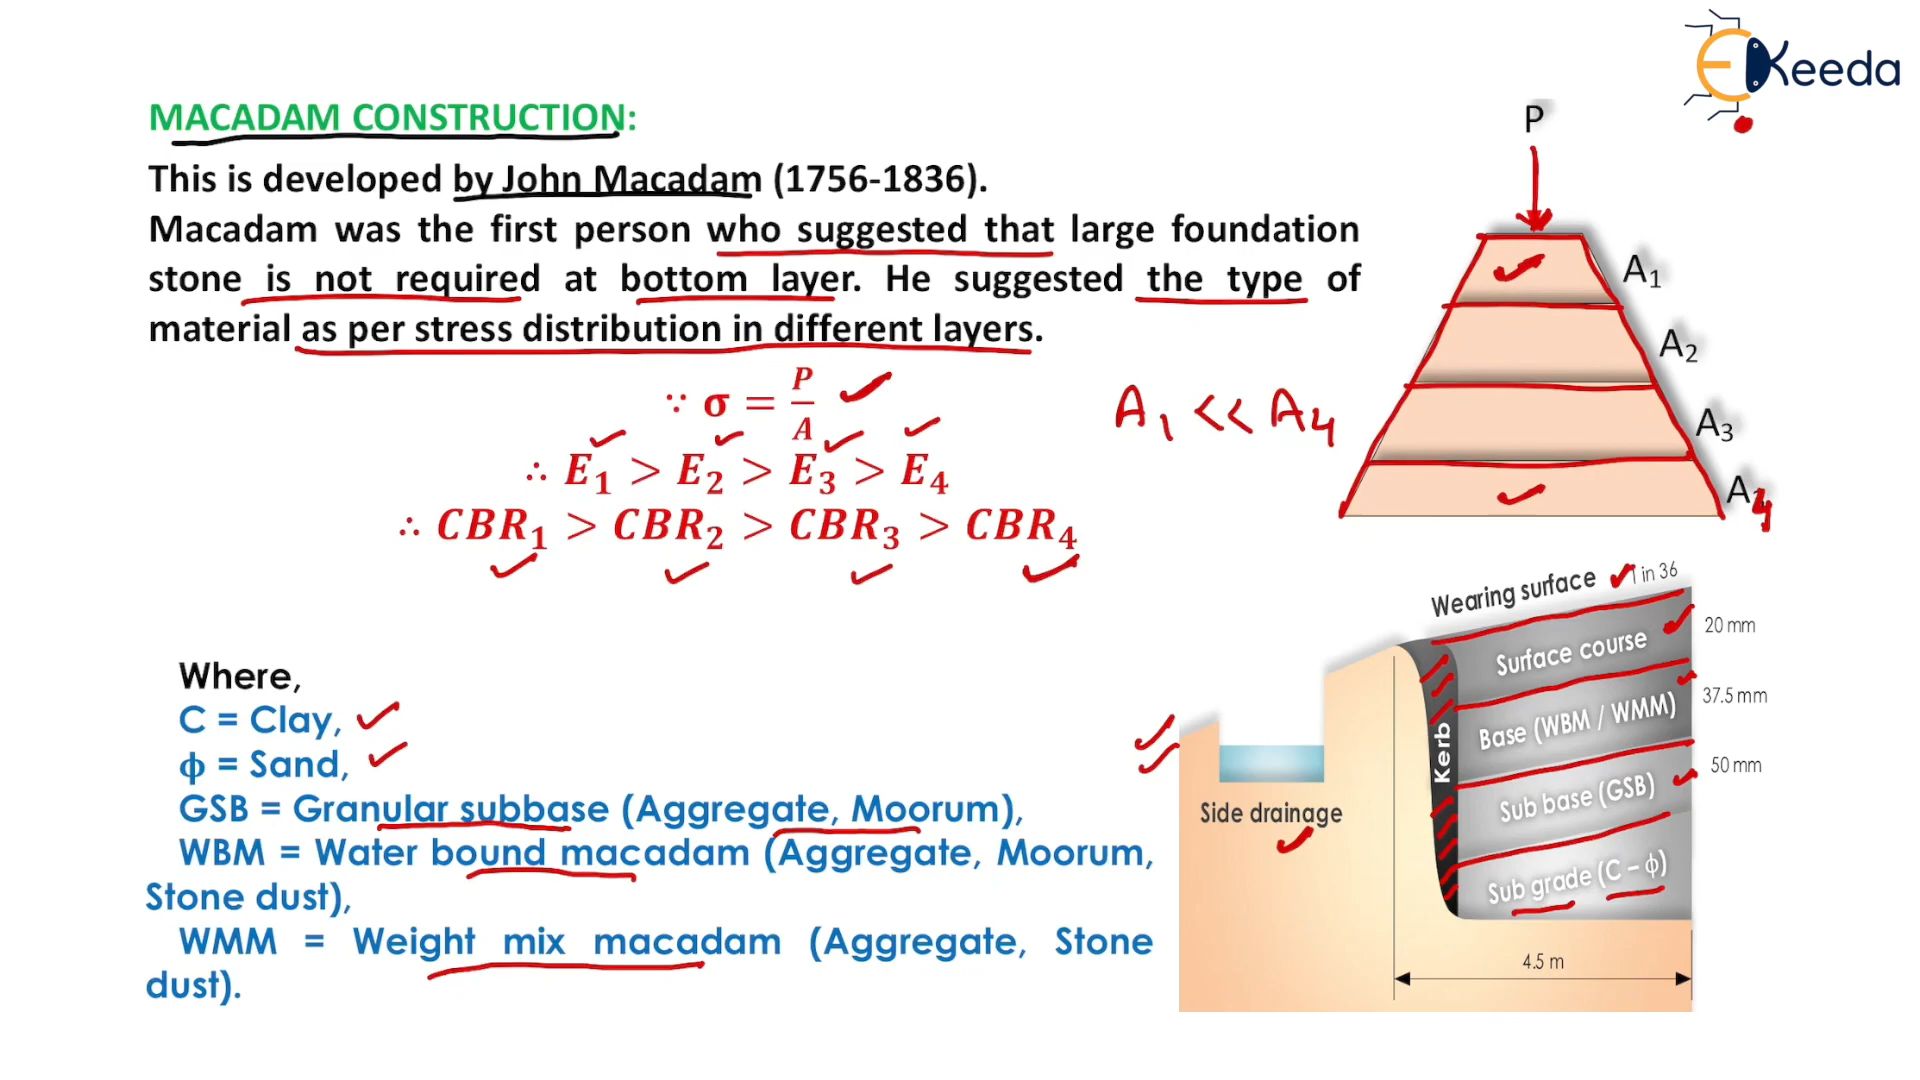 EKeeda
MACADAM CONSTRUCTION:
This is developed by John Macadam (1756-1836).
Macadam was the first person who suggested that large foundation
stone is not required at bottom layer. He suggested the type of
material as per stress distribution in different layers.
∵ σ = P/A
∴ E₁ > E₂ > E₃ > E₄
∴ CBR₁ > CBR₂ > CBR₃ > CBR₄
A₁ << A₄
P
A₁
A₂
A₃
A₄
Where,
C = Clay,
ϕ = Sand,
GSB = Granular subbase (Aggregate, Moorum),
WBM = Water bound macadam (Aggregate, Moorum,
Stone dust),
WMM = Weight mix macadam (Aggregate, Stone
dust).
Wearing surface 1 in 36
Surface course 20 mm
Base (WBM / WMM) 37.5 mm
Sub base (GSB) 50 mm
Sub grade (C – ϕ)
Kerb
Side drainage
4.5 m